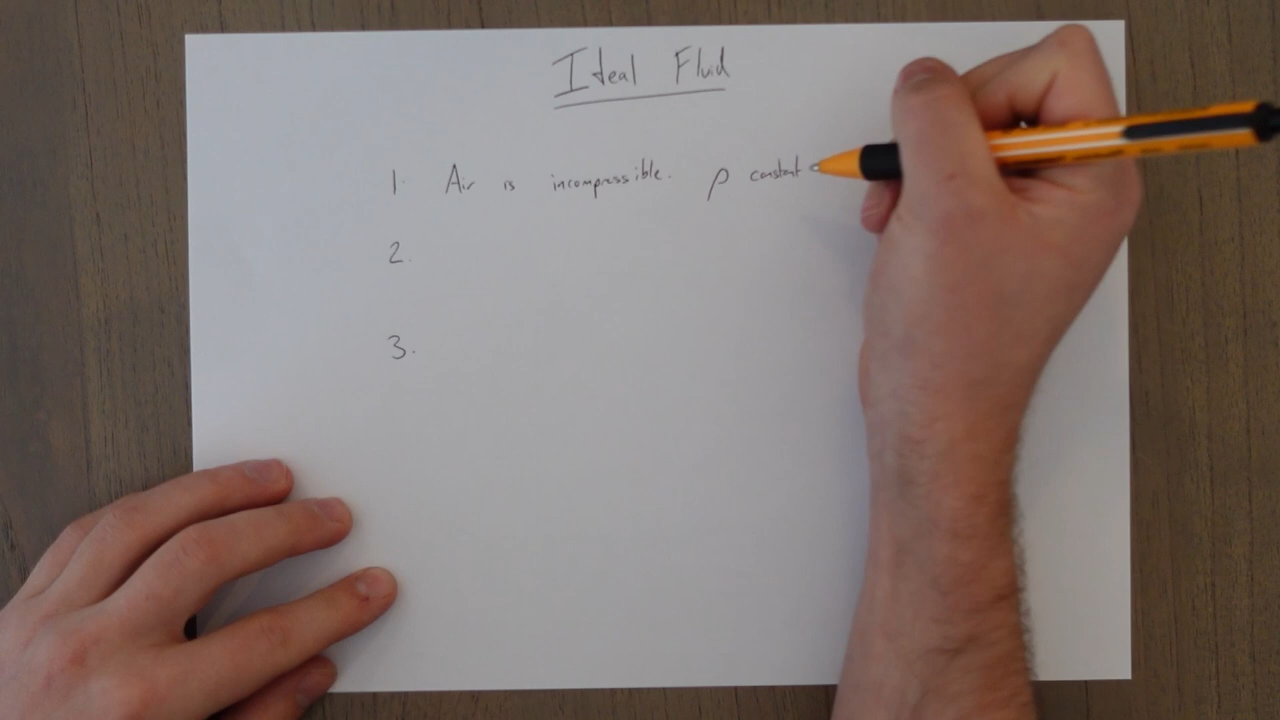 Ideal Fluid
1. Air is incompressible. ρ constant
2.
3.